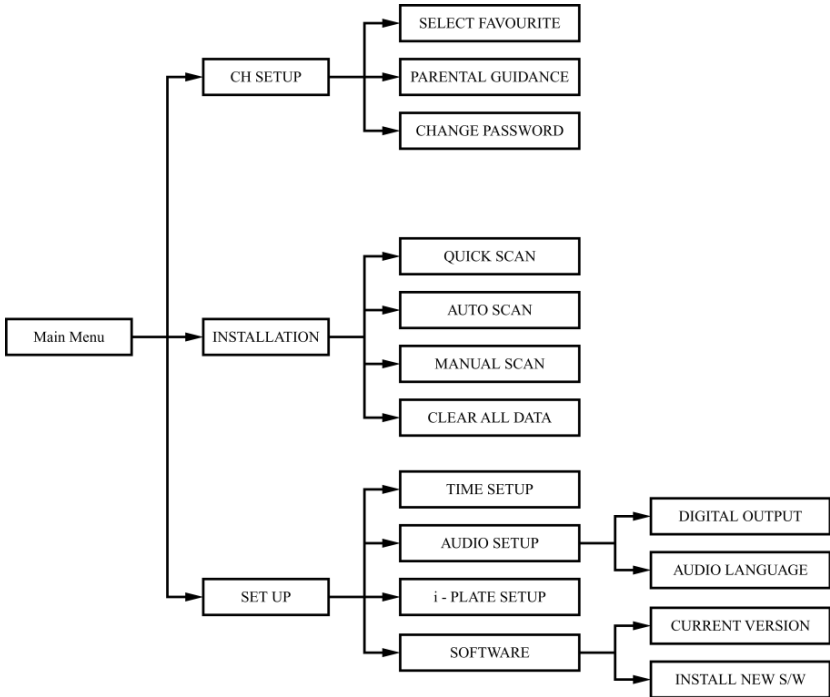 Main Menu
CH SETUP
SELECT FAVOURITE
PARENTAL GUIDANCE
CHANGE PASSWORD
INSTALLATION
QUICK SCAN
AUTO SCAN
MANUAL SCAN
CLEAR ALL DATA
SET UP
TIME SETUP
AUDIO SETUP
DIGITAL OUTPUT
AUDIO LANGUAGE
i - PLATE SETUP
SOFTWARE
CURRENT VERSION
INSTALL NEW S/W